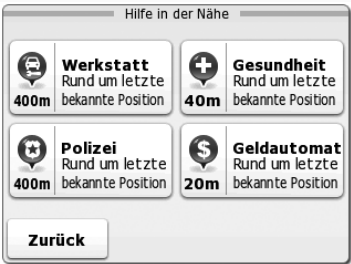 Hilfe in der Nähe
Werkstatt
Rund um letzte
400m bekannte Position
Gesundheit
Rund um letzte
40m bekannte Position
Polizei
Rund um letzte
400m bekannte Position
Geldautomat
Rund um letzte
20m bekannte Position
Zurück